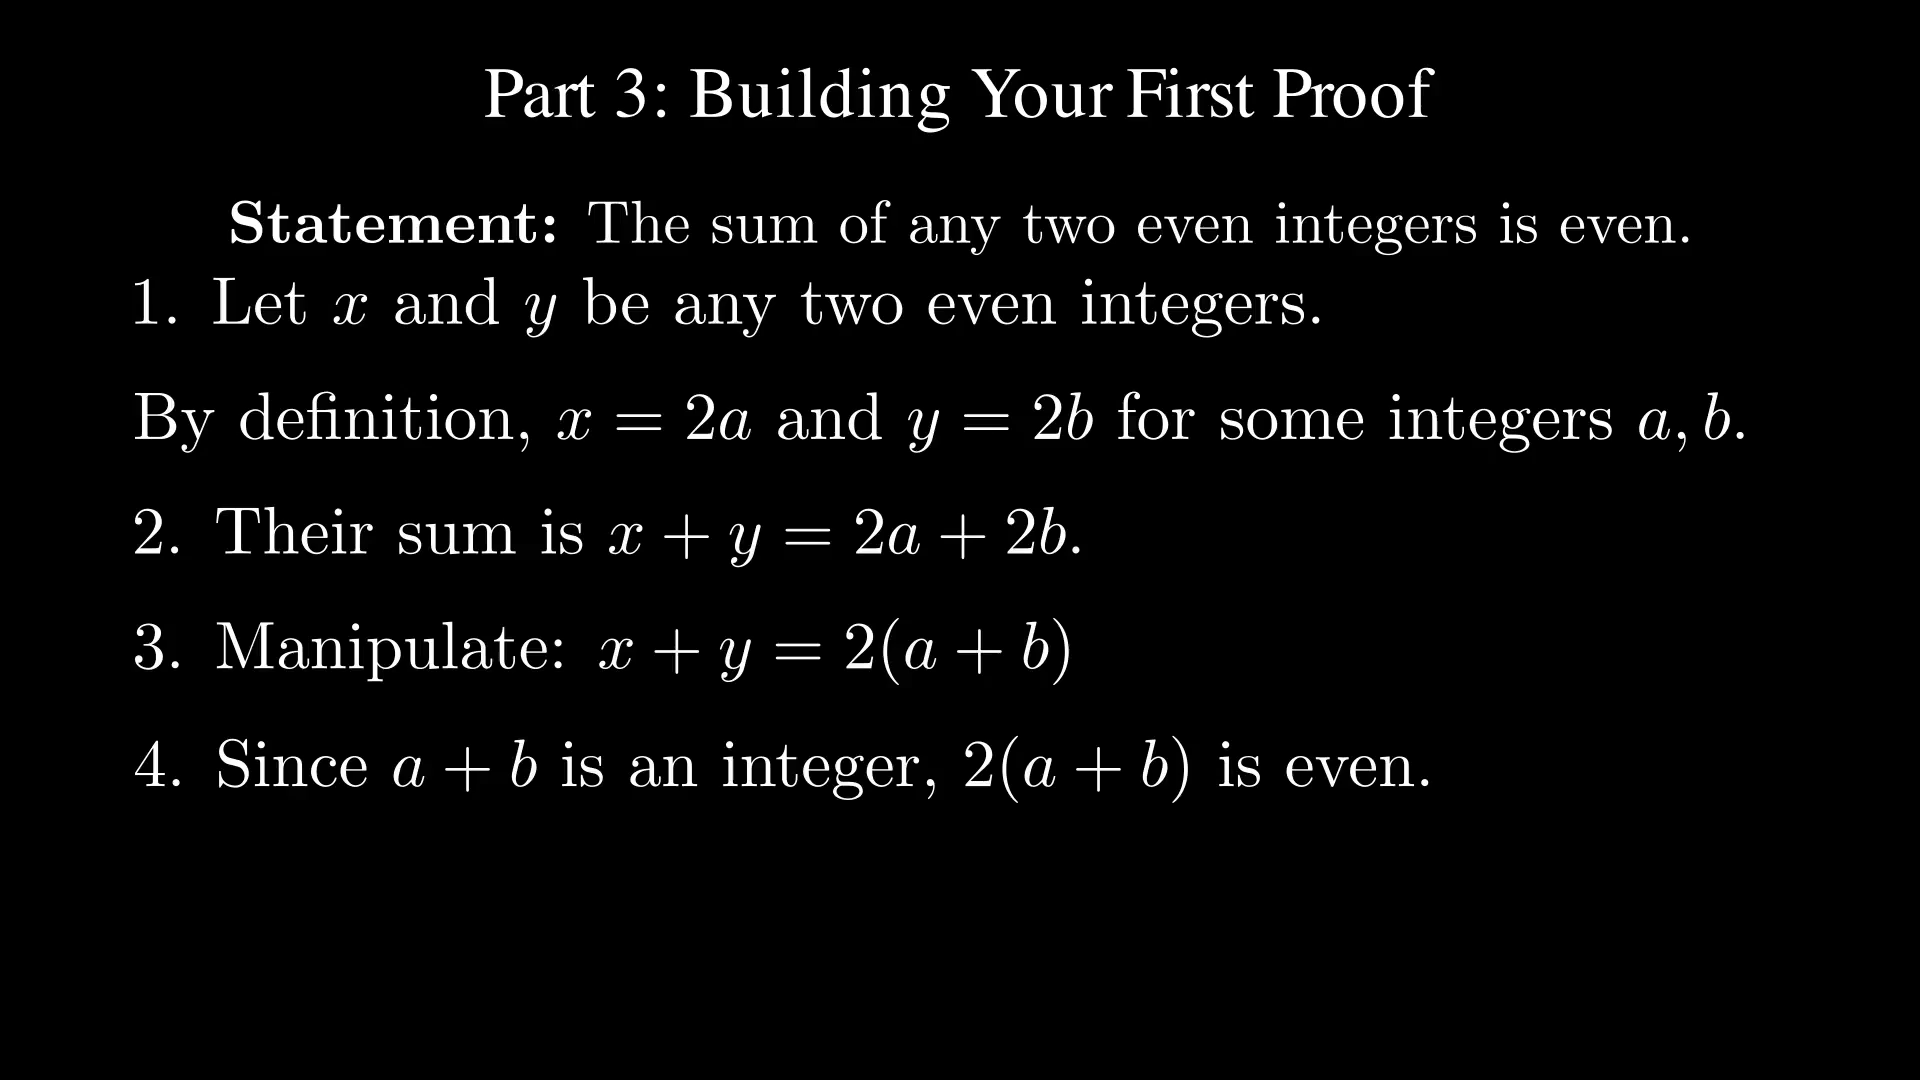 Part 3: Building Your First Proof
Statement: The sum of any two even integers is even.
1. Let x and y be any two even integers.
By definition, x = 2a and y = 2b for some integers a, b.
2. Their sum is x + y = 2a + 2b.
3. Manipulate: x + y = 2(a + b)
4. Since a + b is an integer, 2(a + b) is even.